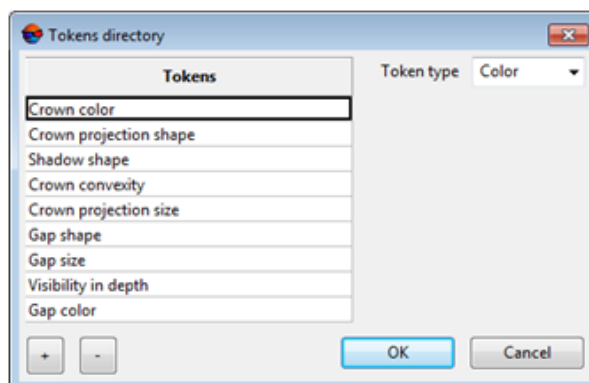 Tokens directory
Tokens
Token type Color
Crown color
Crown projection shape
Shadow shape
Crown convexity
Crown projection size
Gap shape
Gap size
Visibility in depth
Gap color
+ - OK Cancel